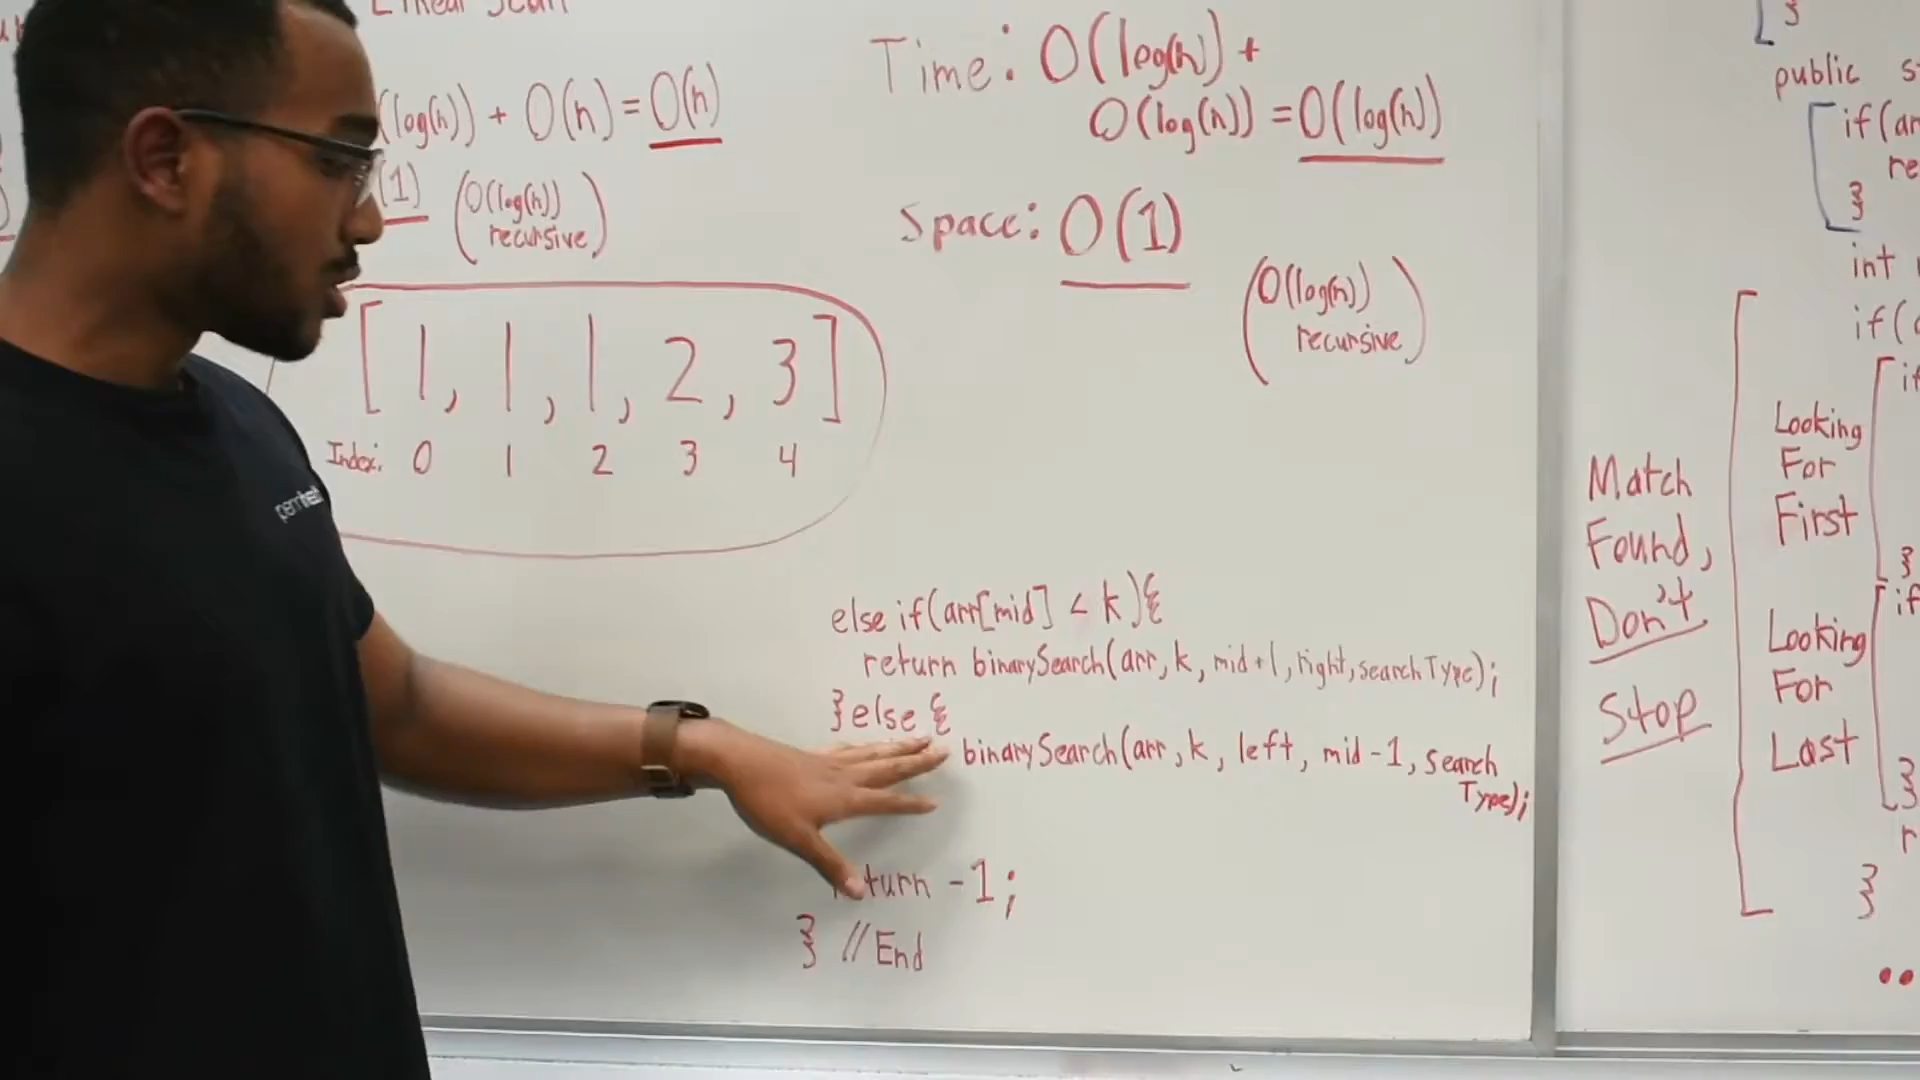 Linear Scan
(log(n)) + O(n) = O(n)
(1) (O(log(n))
recursive)
[1, 1, 1, 2, 3]
Index: 0 1 2 3 4
Time: O(log(n)) +
O(log(n)) = O(log(n))
Space: O(1)
(O(log(n))
recursive)
else if(arr[mid] < k){
return binarySearch(arr, k, mid+1, right, searchType);
}else{
binarySearch(arr, k, left, mid-1, search
Type);
return -1;
} //End
}
public s
if(ar
re
}
int
if(
if
Looking
For
First
}
if
Looking
For
Last
}
r
}
Match
Found,
Don't
Stop